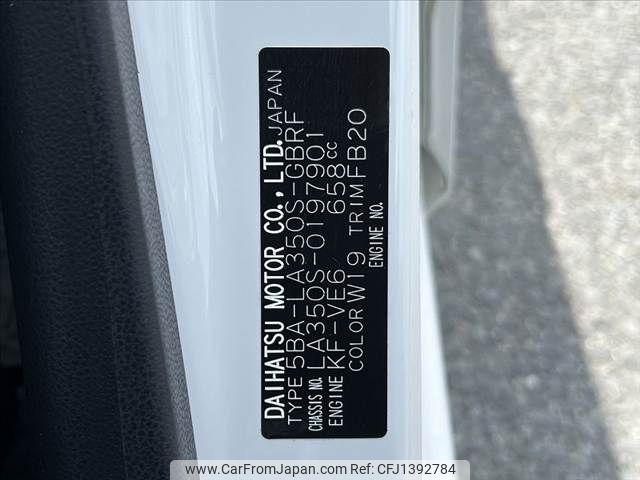 DAIHATSU MOTOR CO., LTD. JAPAN
TYPE 5BA-LA350S-GBRF
CHASSIS NO. LA350S-0197901
ENGINE KF-VE6 658cc
COLOR W19 TRIM FB20
ENGINE NO.
www.CarFromJapan.com © CarFromJapan CFJ1392784